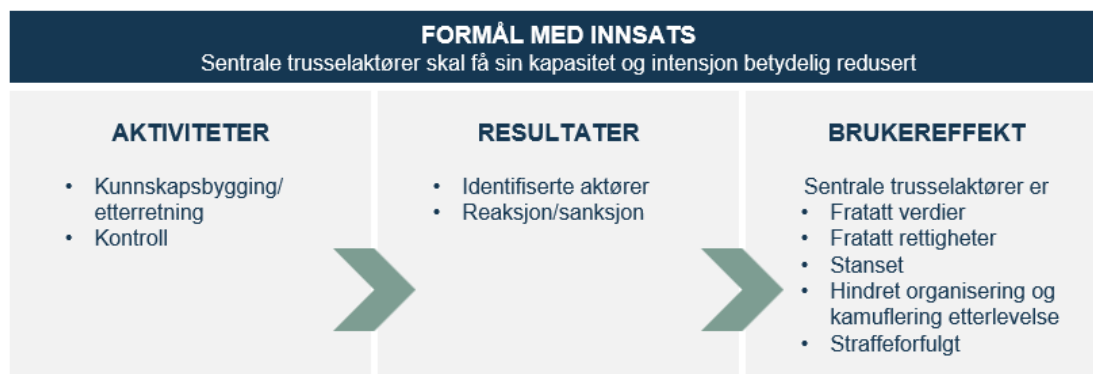 FORMÅL MED INNSATS
Sentrale trusselaktører skal få sin kapasitet og intensjon betydelig redusert
AKTIVITETER
• Kunnskapsbygging/
etterretning
• Kontroll
RESULTATER
• Identifiserte aktører
• Reaksjon/sanksjon
BRUKEREFFEKT
Sentrale trusselaktører er
• Fratatt verdier
• Fratatt rettigheter
• Stanset
• Hindret organisering og
kamuflering etterlevelse
• Straffeforfulgt